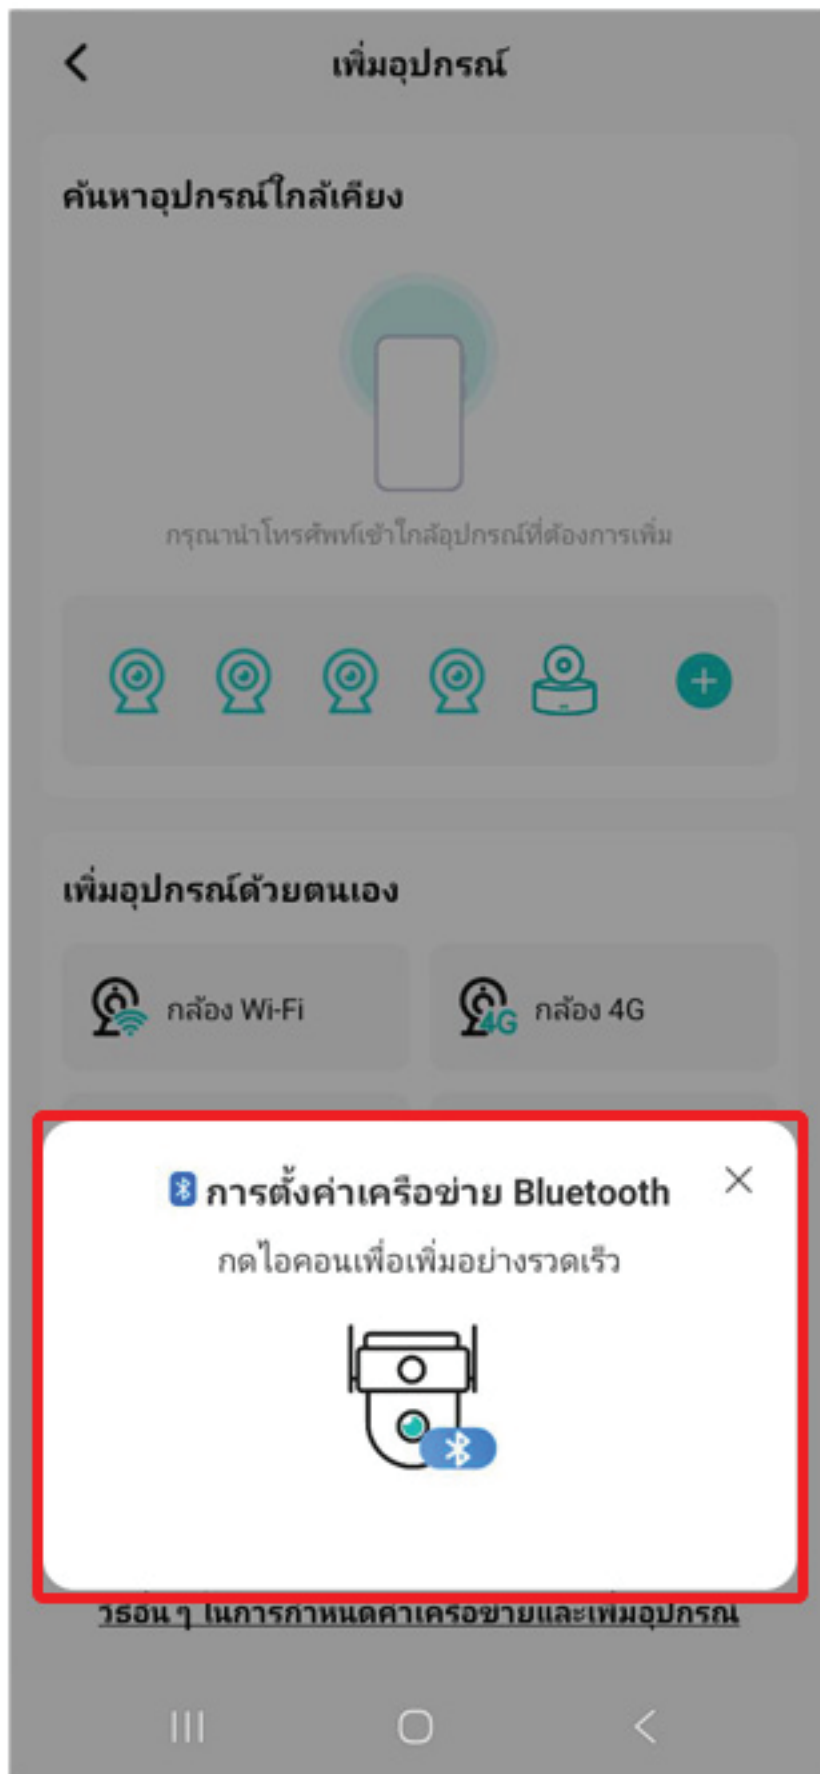 เพิ่มอุปกรณ์
ค้นหาอุปกรณ์ใกล้เคียง
กรุณานำโทรศัพท์เข้าใกล้อุปกรณ์ที่ต้องการเพิ่ม
เพิ่มอุปกรณ์ด้วยตนเอง
กล้อง Wi-Fi
4G กล้อง 4G
การตั้งค่าเครือข่าย Bluetooth
กดไอคอนเพื่อเพิ่มอย่างรวดเร็ว
วิธีอื่น ๆ ในการกำหนดค่าเครือข่ายและเพิ่มอุปกรณ์